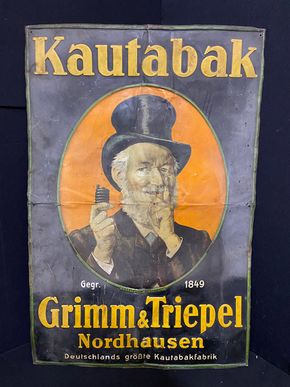 Kautabak
Gegr. 1849
Grimm & Triepel
Nordhausen
Deutschlands größte Kautabakfabrik